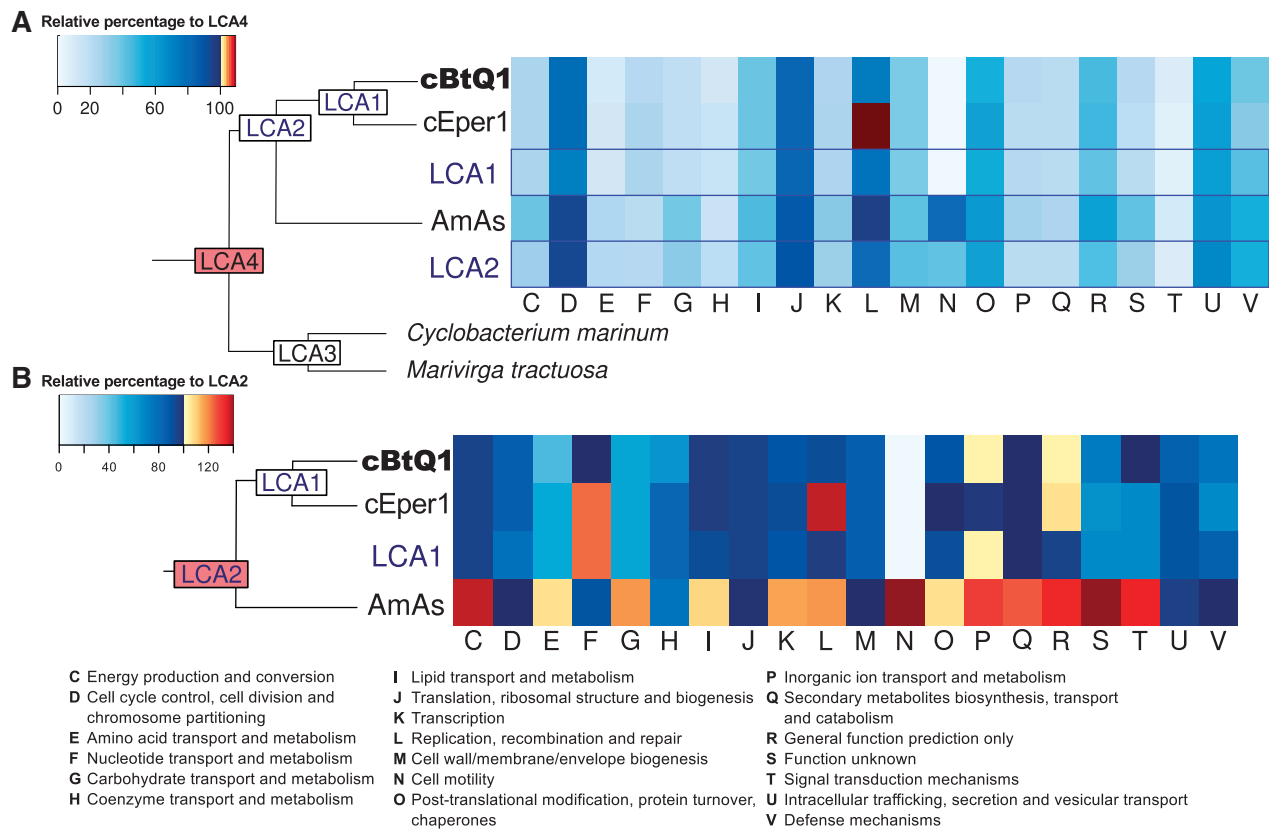 A
Relative percentage to LCA4
0 20 60 100
cBtQ1
LCA1
cEper1
LCA2
LCA1
AmAs
LCA4
LCA2
C D E F G H I J K L M N O P Q R S T U V
Cyclobacterium marinum
LCA3
Marivirga tractuosa
B
Relative percentage to LCA2
0 40 80 120
cBtQ1
LCA1
cEper1
LCA1
LCA2
AmAs
C D E F G H I J K L M N O P Q R S T U V
C Energy production and conversion
D Cell cycle control, cell division and
chromosome partitioning
E Amino acid transport and metabolism
F Nucleotide transport and metabolism
G Carbohydrate transport and metabolism
H Coenzyme transport and metabolism
I Lipid transport and metabolism
J Translation, ribosomal structure and biogenesis
K Transcription
L Replication, recombination and repair
M Cell wall/membrane/envelope biogenesis
N Cell motility
O Post-translational modification, protein turnover,
chaperones
P Inorganic ion transport and metabolism
Q Secondary metabolites biosynthesis, transport
and catabolism
R General function prediction only
S Function unknown
T Signal transduction mechanisms
U Intracellular trafficking, secretion and vesicular transport
V Defense mechanisms